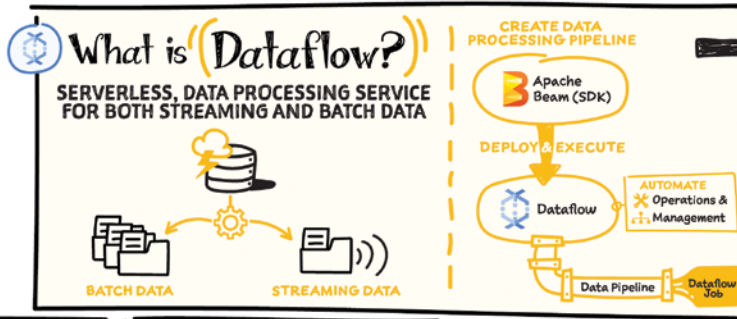 What is Dataflow?
SERVERLESS, DATA PROCESSING SERVICE
FOR BOTH STREAMING AND BATCH DATA
BATCH DATA
STREAMING DATA
CREATE DATA
PROCESSING PIPELINE
Apache
Beam (SDK)
DEPLOY & EXECUTE
Dataflow
AUTOMATE
Operations &
Management
Data Pipeline
Dataflow
Job